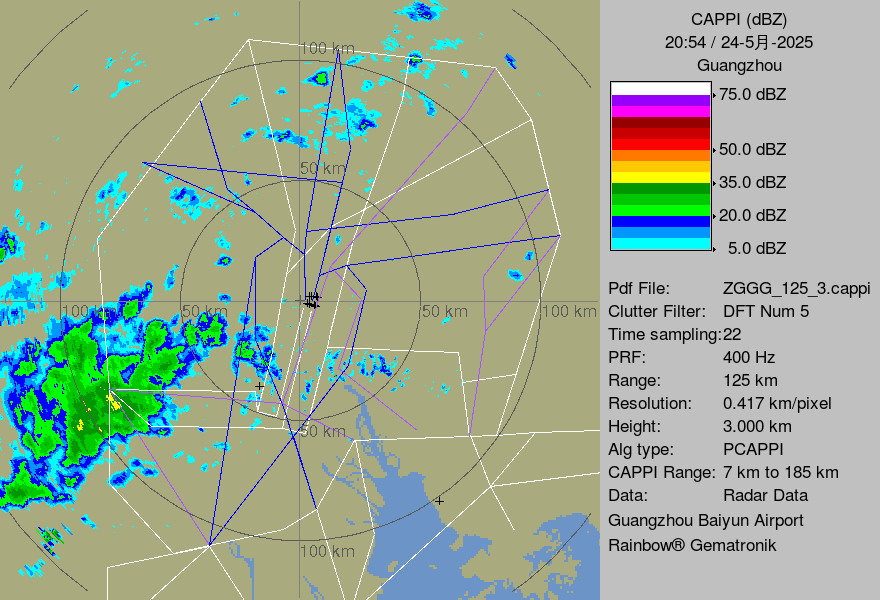 CAPPI (dBZ)
20:54 / 24-5月-2025
Guangzhou
75.0 dBZ
50.0 dBZ
35.0 dBZ
20.0 dBZ
5.0 dBZ
Pdf File: ZGGG_125_3.cappi
Clutter Filter: DFT Num 5
Time sampling:22
PRF: 400 Hz
Range: 125 km
Resolution: 0.417 km/pixel
Height: 3.000 km
Alg type: PCAPPI
CAPPI Range: 7 km to 185 km
Data: Radar Data
Guangzhou Baiyun Airport
Rainbow® Gematronik
100 km
50 km
100 km
50 km
50 km
100 km
50 km
100 km